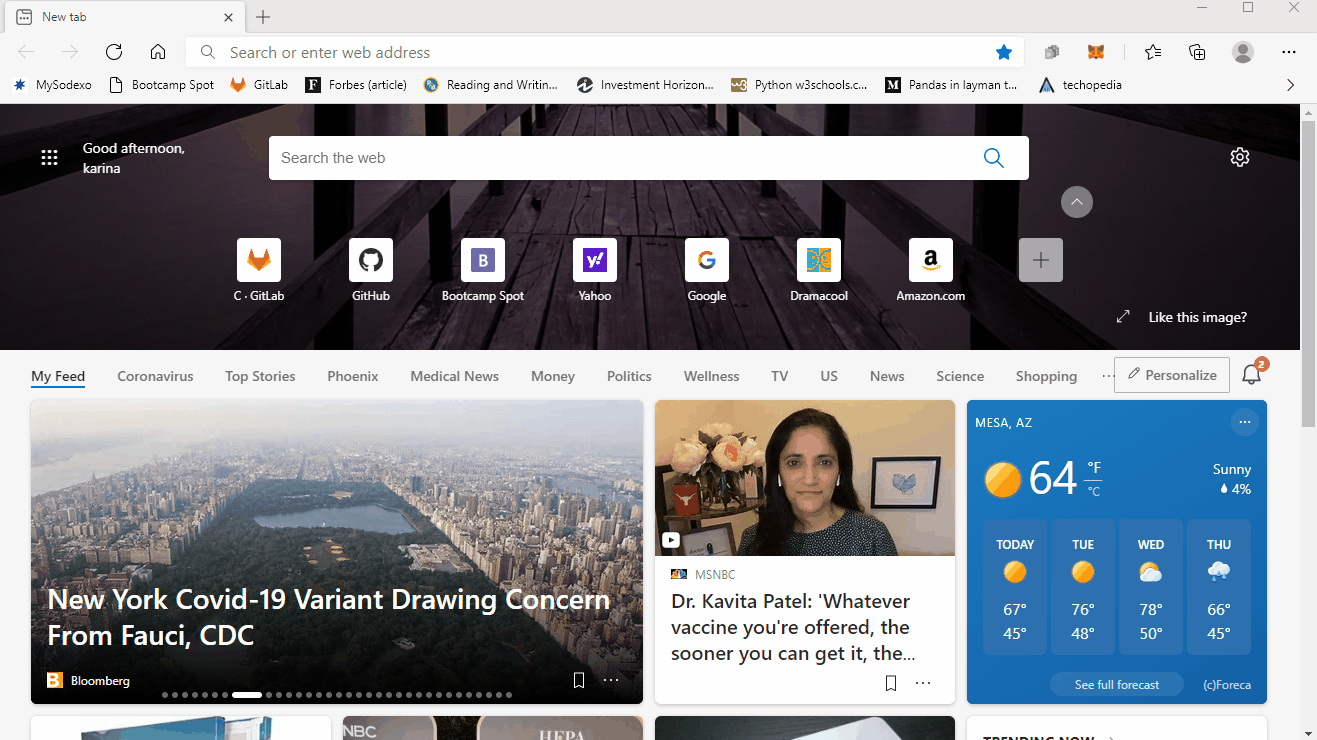 New tab
Search or enter web address
MySodexo
Bootcamp Spot
GitLab
Forbes (article)
Reading and Writin...
Investment Horizon...
Python w3schools.c...
Pandas in layman t...
techopedia
Good afternoon,
karina
Search the web
C · GitLab
GitHub
Bootcamp Spot
Yahoo
Google
Dramacool
Amazon.com
Like this image?
My Feed
Coronavirus
Top Stories
Phoenix
Medical News
Money
Politics
Wellness
TV
US
News
Science
Shopping
Personalize
2
New York Covid-19 Variant Drawing Concern
From Fauci, CDC
Bloomberg
MSNBC
Dr. Kavita Patel: 'Whatever
vaccine you're offered, the
sooner you can get it, the...
MESA, AZ
64 °F
°C
Sunny
4%
TODAY
67°
45°
TUE
76°
48°
WED
78°
50°
THU
66°
45°
See full forecast
(c)Foreca
NBC
HEPA
TRENDING NOW